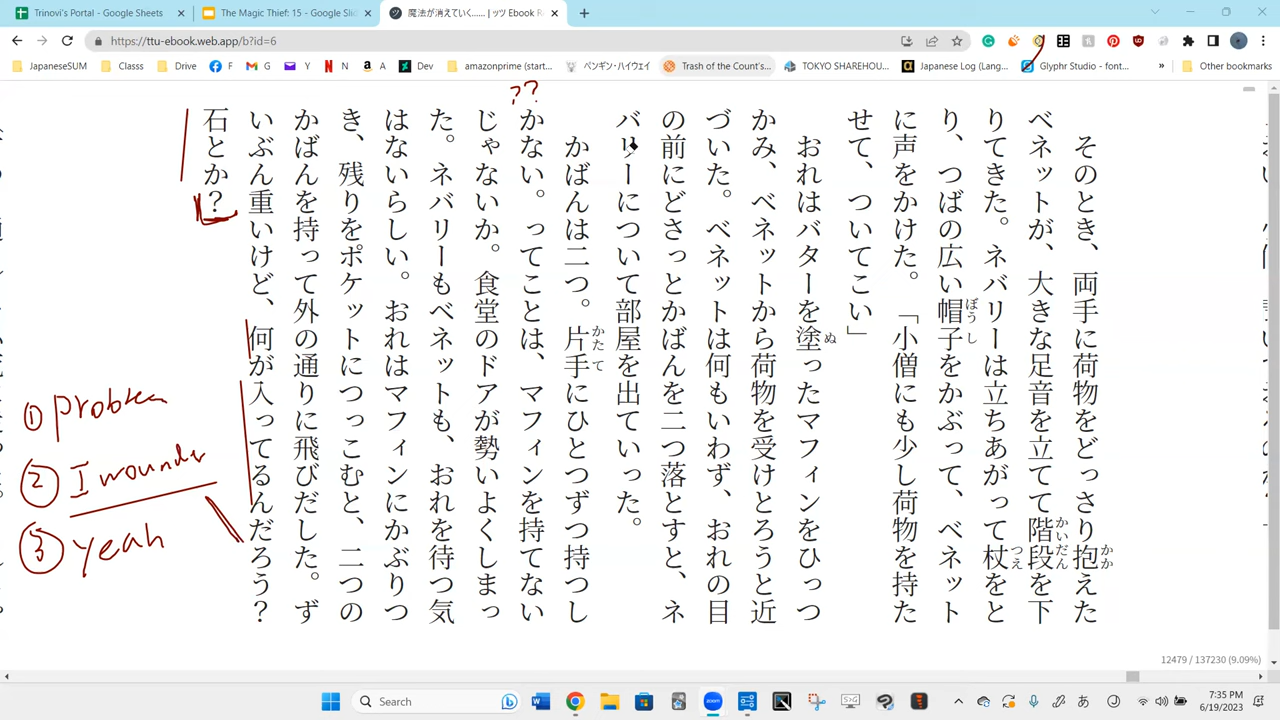 Trinovi's Portal - Google Sheets
The Magic Thief: 15 - Google Slid
魔法が消えていく…… | ッツ Ebook R
https://ttu-ebook.web.app/b?id=6
JapaneseSUM
Classs
Drive
F
G
Y
N
A
Dev
amazonprime (start...
ペンギン・ハイウェイ
Trash of the Count's...
TOKYO SHAREHOU...
Japanese Log (Lang...
Glyphr Studio - font...
Other bookmarks
そのとき、両手に荷物をどっさり抱えた
かか
ベネットが、大きな足音を立てて階段を下
かいだん
りてきた。ネバリーは立ちあがって杖をと
つえ
り、つばの広い帽子をかぶって、ベネット
ぼうし
に声をかけた。「小僧にも少し荷物を持た
せて、ついてこい」
おれはバターを塗ったマフィンをひっつ
ぬ
かみ、ベネットから荷物を受けとろうと近
づいた。ベネットは何もいわず、おれの目
の前にどさっとかばんを二つ落とすと、ネ
バリーについて部屋を出ていった。
かばんは二つ。片手にひとつずつ持つし
かたて
かない。ってことは、マフィンを持てない
じゃないか。食堂のドアが勢いよくしまっ
た。ネバリーもベネットも、おれを待つ気
はないらしい。おれはマフィンにかぶりつ
き、残りをポケットにつっこむと、二つの
かばんを持って外の通りに飛びだした。ず
いぶん重いけど、何が入ってるんだろう？
石とか？
??
① problem
② I wounder
③ yeah
12479 / 137230 (9.09%)
Search
7:35 PM
6/19/2023